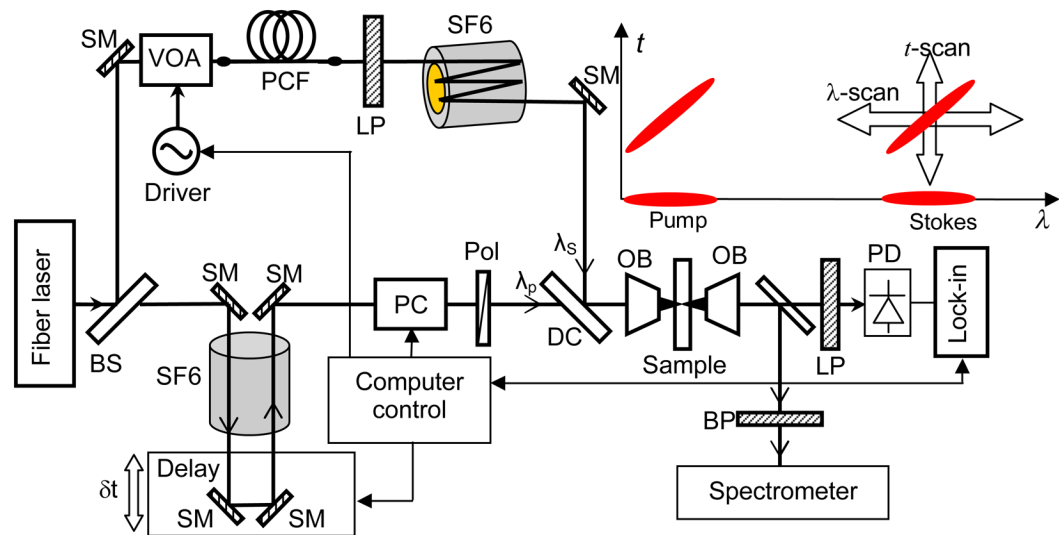 SM
VOA
PCF
LP
SF6
SM
t
t-scan
λ-scan
Pump
Stokes
λ
Driver
Fiber laser
BS
SM
SM
SF6
PC
Pol
λp
λS
DC
OB
OB
Sample
LP
PD
Lock-in
Computer
control
BP
Spectrometer
δt
Delay
SM
SM